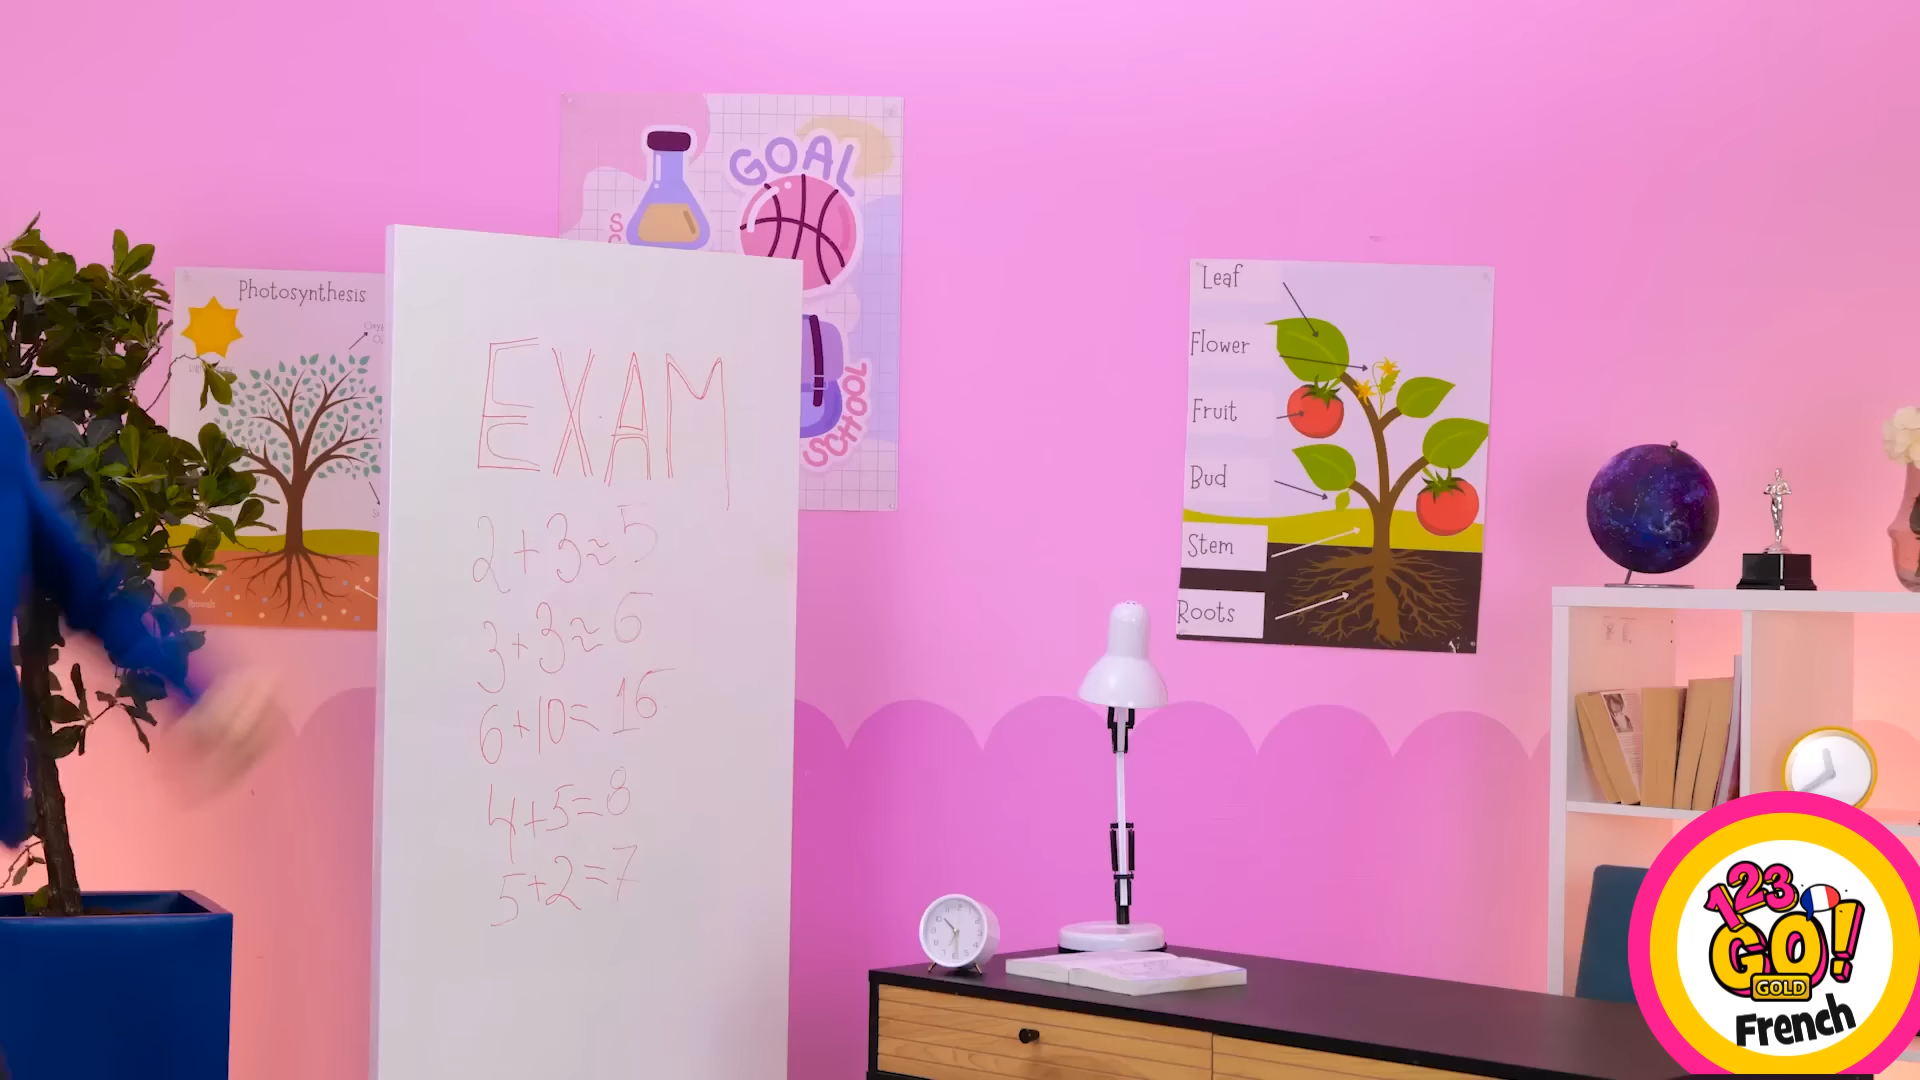 GOAL
SCHOOL
Photosynthesis
EXAM
2+3≈5
3+3≈6
6+10=16
4+5=8
5+2=7
Leaf
Flower
Fruit
Bud
Stem
Roots
123
GO!
GOLD
French